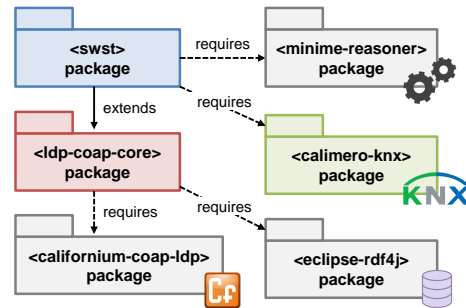 <swst>
package
requires
<minime-reasoner>
package
extends
requires
<ldp-coap-core>
package
<calimero-knx>
package
KNX
requires
requires
<californium-coap-ldp>
package
Cf
<eclipse-rdf4j>
package